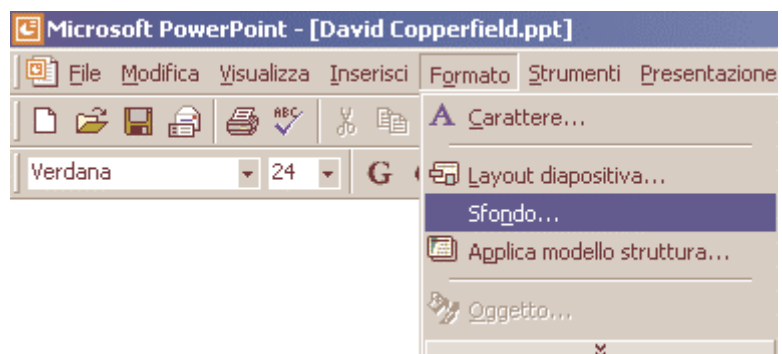 Microsoft PowerPoint - [David Copperfield.ppt]
File Modifica Visualizza Inserisci Formato Strumenti Presentazione
ABC
Carattere...
Verdana 24 G
Layout diapositiva...
Sfondo...
Applica modello struttura...
Oggetto...